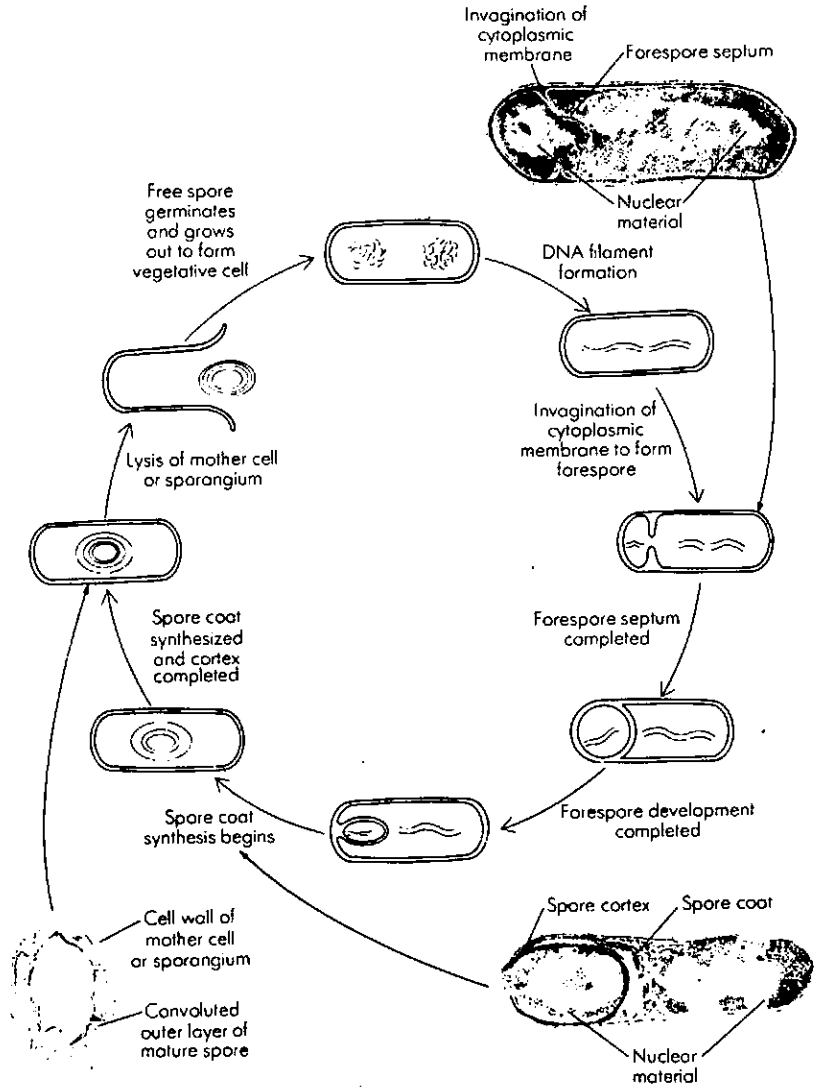 Invagination of
cytoplasmic
membrane
Forespore septum
Nuclear
material
Free spore
germinates
and grows
out to form
vegetative cell
DNA filament
formation
Invagination of
cytoplasmic
membrane to form
forespore
Lysis of mother cell
or sporangium
Forespore septum
completed
Spore coat
synthesized
and cortex
completed
Forespore development
completed
Spore coat
synthesis begins
Cell wall of
mother cell
or sporangium
Convoluted
outer layer of
mature spore
Spore cortex
Spore coat
Nuclear
material